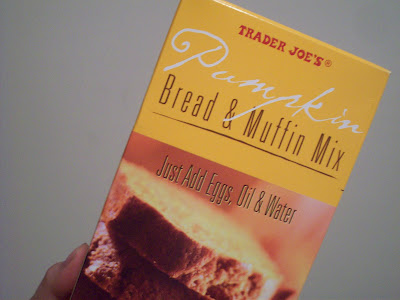 TRADER JOE'S®
Pumpkin
Bread & Muffin Mix
Just Add Eggs, Oil & Water